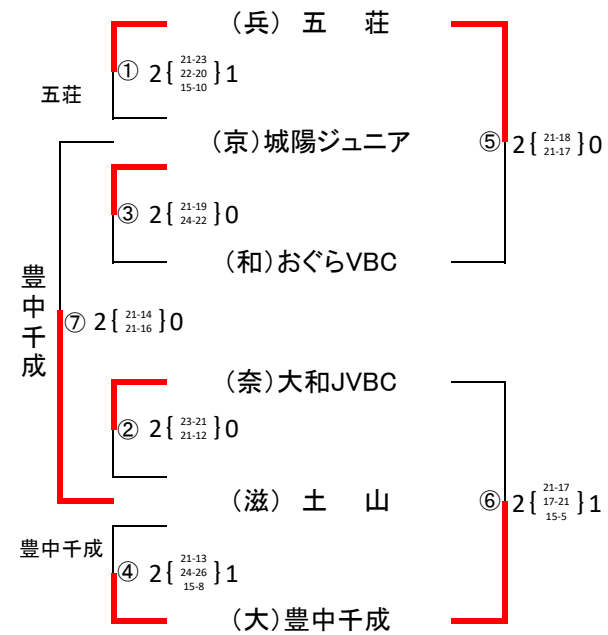 (兵) 五 荘
① 2 { 21-23 22-20 15-10 } 1
五荘
(京)城陽ジュニア
⑤ 2 { 21-18 21-17 } 0
③ 2 { 21-19 24-22 } 0
(和)おぐらVBC
豊中千成
⑦ 2 { 21-14 21-16 } 0
(奈)大和JVBC
② 2 { 23-21 21-12 } 0
(滋) 土 山
⑥ 2 { 21-17 17-21 15-5 } 1
豊中千成
④ 2 { 21-13 24-26 15-8 } 1
(大)豊中千成